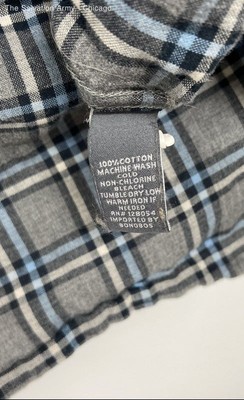 The Salvation Army, Chicago
100% COTTON
MACHINE WASH
COLD
NON-CHLORINE
BLEACH
TUMBLE DRY LOW
WARM IRON IF
NEEDED
RN# 128054
IMPORTED BY
BONOBOS